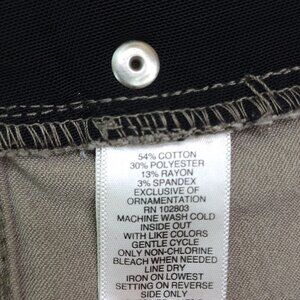 54% COTTON
30% POLYESTER
13% RAYON
3% SPANDEX
EXCLUSIVE OF
ORNAMENTATION
RN 102803
MACHINE WASH COLD
INSIDE OUT
WITH LIKE COLORS
GENTLE CYCLE
ONLY NON-CHLORINE
BLEACH WHEN NEEDED
LINE DRY
IRON ON LOWEST
SETTING ON REVERSE
SIDE ONLY